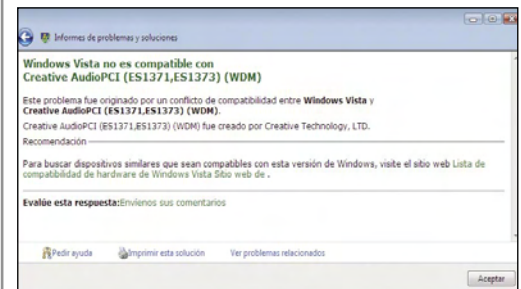 Informes de problemas y soluciones
Windows Vista no es compatible con
Creative AudioPCI (ES1371,ES1373) (WDM)
Este problema fue originado por un conflicto de compatibilidad entre Windows Vista y
Creative AudioPCI (ES1371,ES1373) (WDM).
Creative AudioPCI (ES1371,ES1373) (WDM) fue creado por Creative Technology, LTD.
Recomendación
Para buscar dispositivos similares que sean compatibles con esta versión de Windows, visite el sitio web Lista de
compatibilidad de hardware de Windows Vista Sitio web de .
Evalúe esta respuesta:Envíenos sus comentarios
Pedir ayuda Imprimir esta solución Ver problemas relacionados
Aceptar